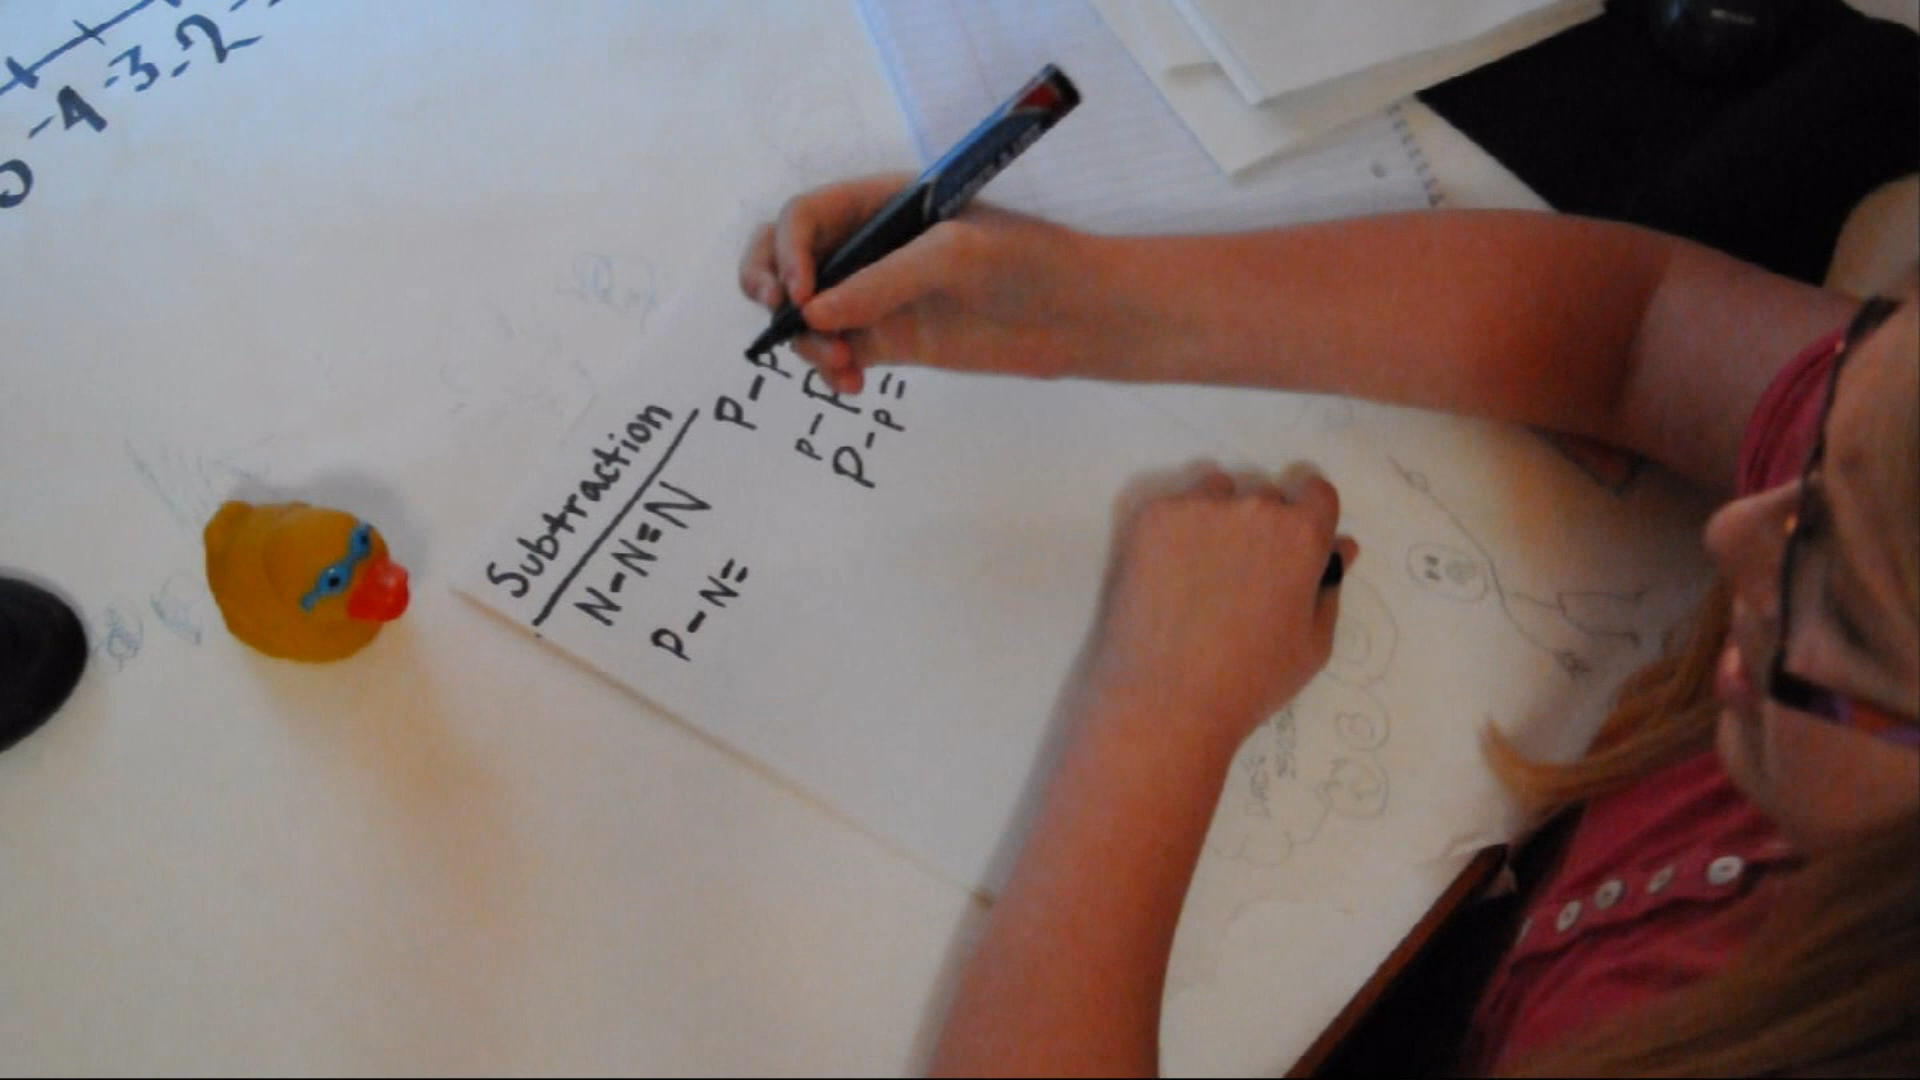 -4 -3 -2
Subtraction
N-N=N
P-N=
P-P
P-P
P-P=